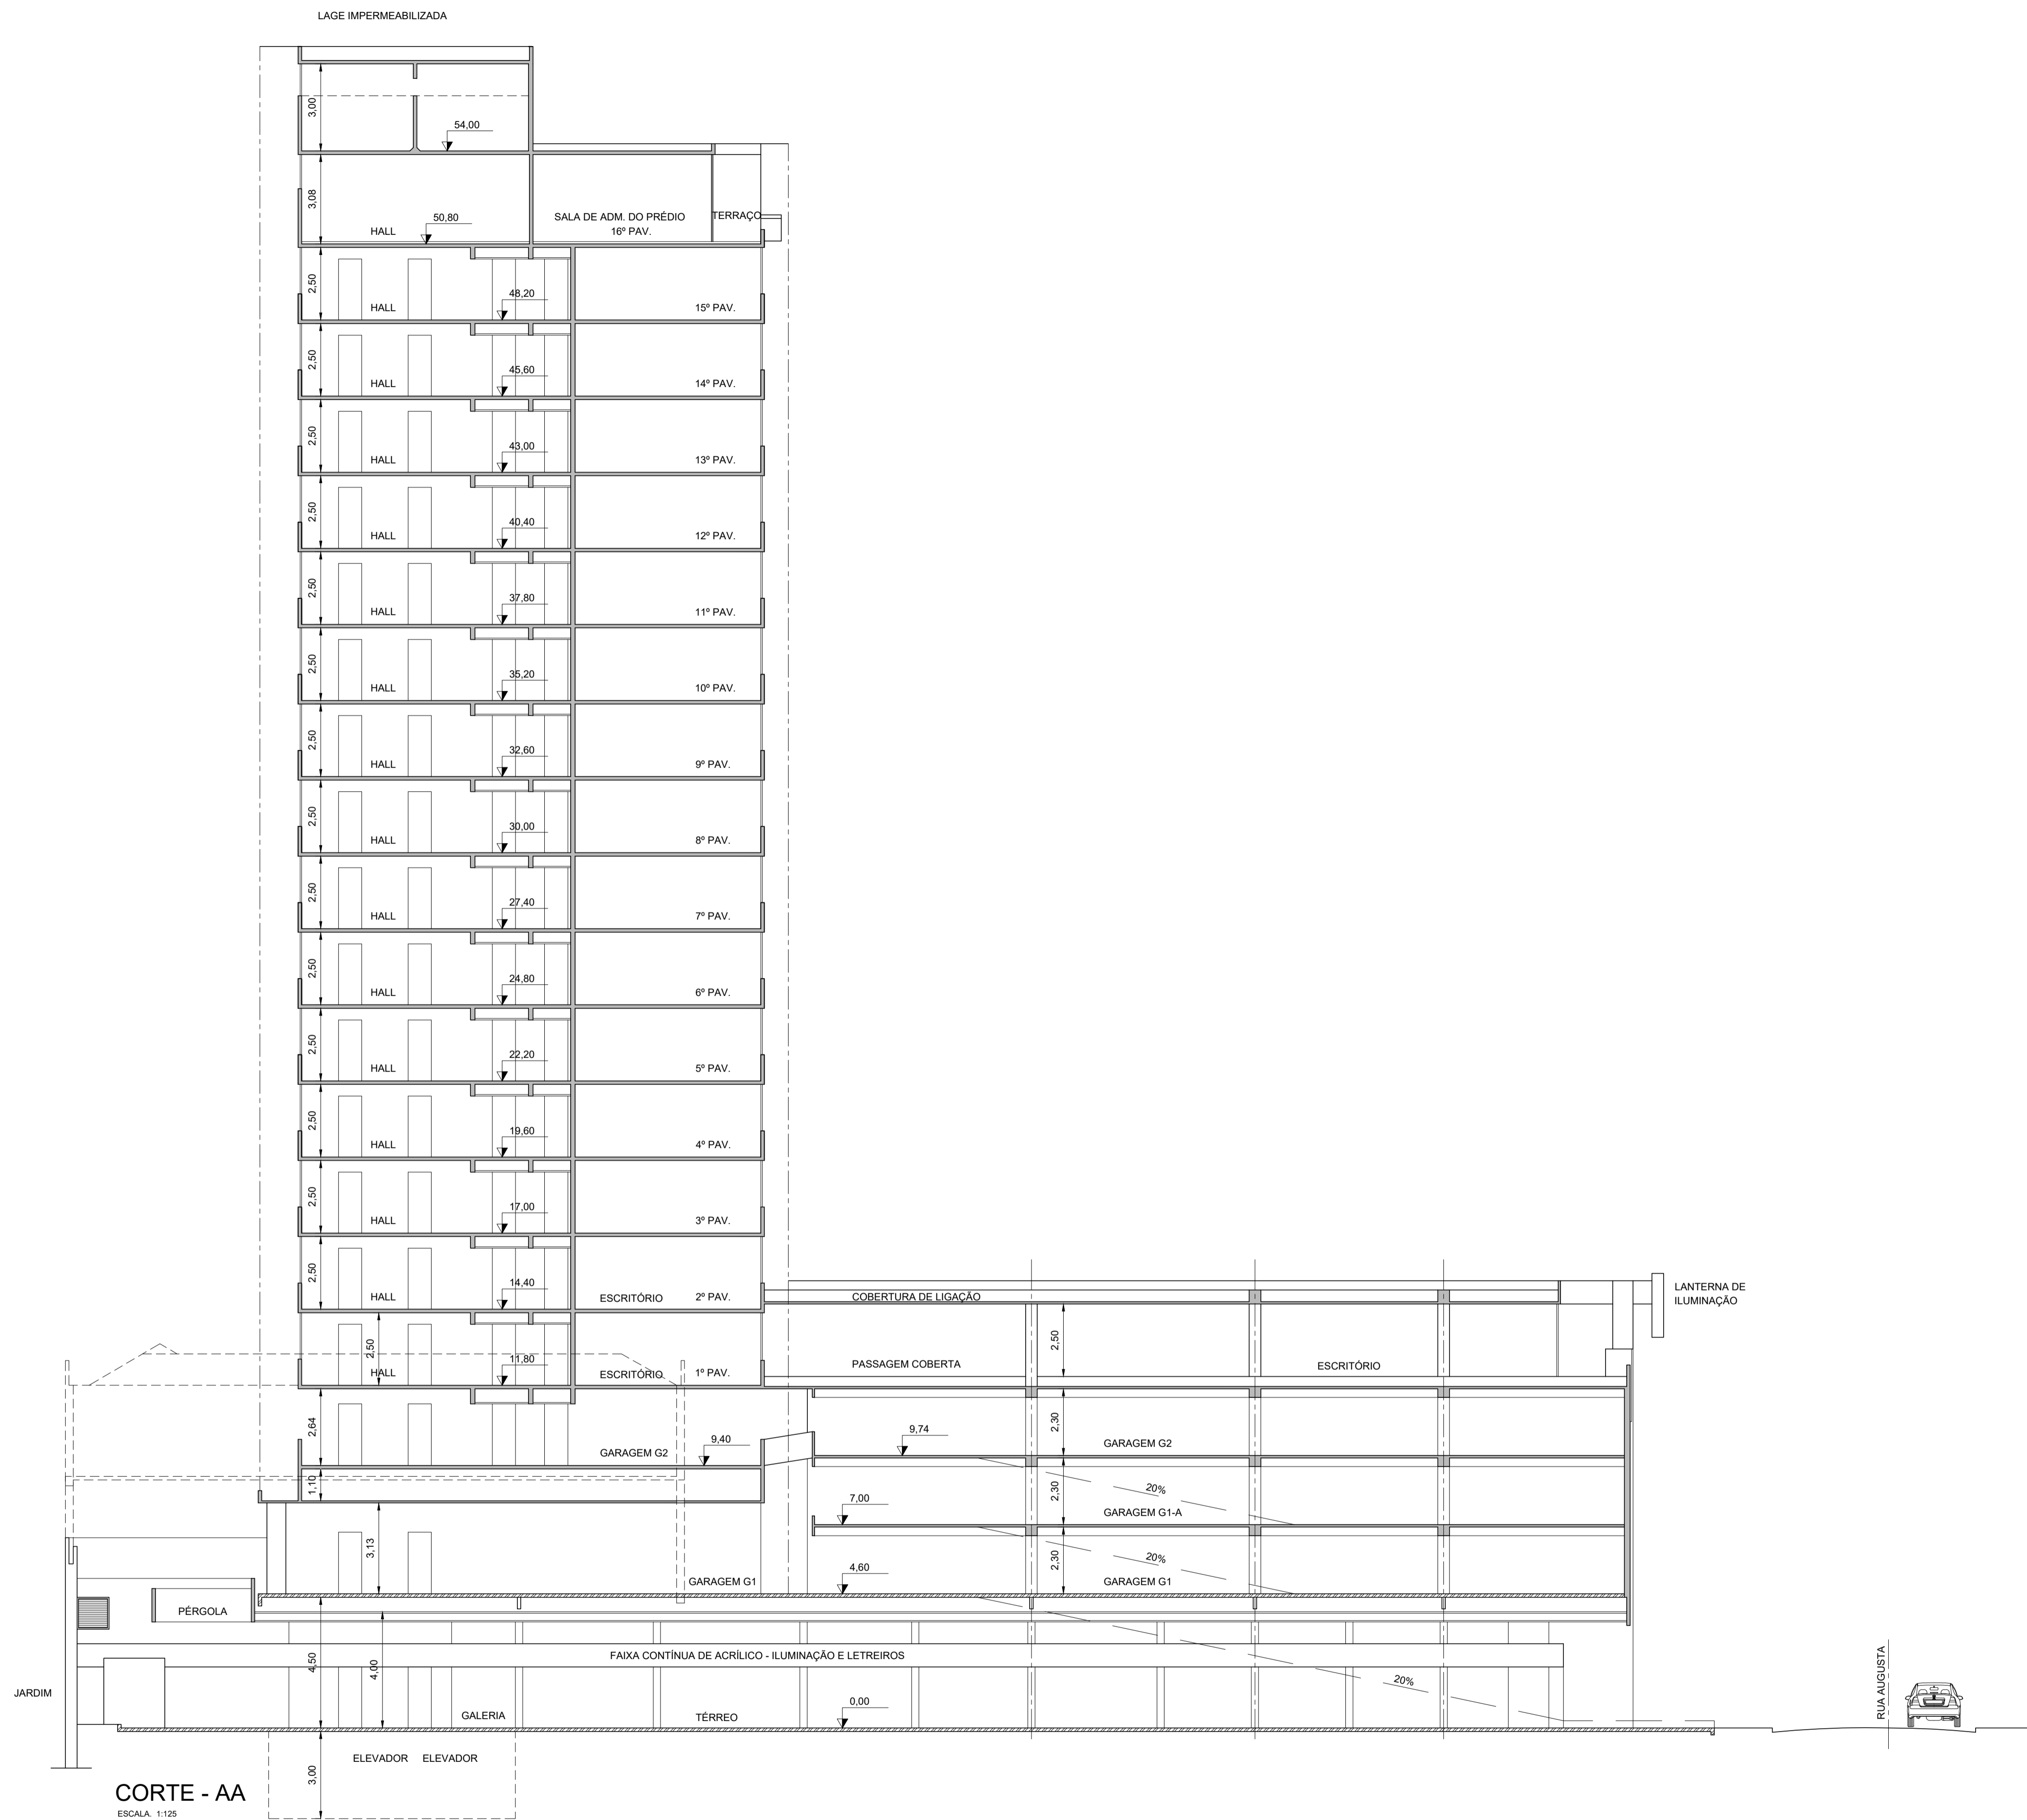 LAGE IMPERMEABILIZADA
3,00
54,00
3,08
50,80
HALL
SALA DE ADM. DO PRÉDIO
16º PAV.
TERRAÇO
2,50
HALL
48,20
15º PAV.
2,50
HALL
45,60
14º PAV.
2,50
HALL
43,00
13º PAV.
2,50
HALL
40,40
12º PAV.
2,50
HALL
37,80
11º PAV.
2,50
HALL
35,20
10º PAV.
2,50
HALL
32,60
9º PAV.
2,50
HALL
30,00
8º PAV.
2,50
HALL
27,40
7º PAV.
2,50
HALL
24,80
6º PAV.
2,50
HALL
22,20
5º PAV.
2,50
HALL
19,60
4º PAV.
2,50
HALL
17,00
3º PAV.
2,50
HALL
14,40
ESCRITÓRIO
2º PAV.
COBERTURA DE LIGAÇÃO
LANTERNA DE
ILUMINAÇÃO
2,50
HALL
11,80
ESCRITÓRIO
1º PAV.
PASSAGEM COBERTA
2,50
ESCRITÓRIO
2,64
GARAGEM G2
9,40
9,74
2,30
GARAGEM G2
1,10
7,00
2,30
20%
GARAGEM G1-A
3,13
GARAGEM G1
4,60
2,30
20%
GARAGEM G1
PÉRGOLA
FAIXA CONTÍNUA DE ACRÍLICO - ILUMINAÇÃO E LETREIROS
4,50
4,00
20%
JARDIM
GALERIA
TÉRREO
0,00
RUA AUGUSTA
ELEVADOR
ELEVADOR
3,00
CORTE - AA
ESCALA. 1:125